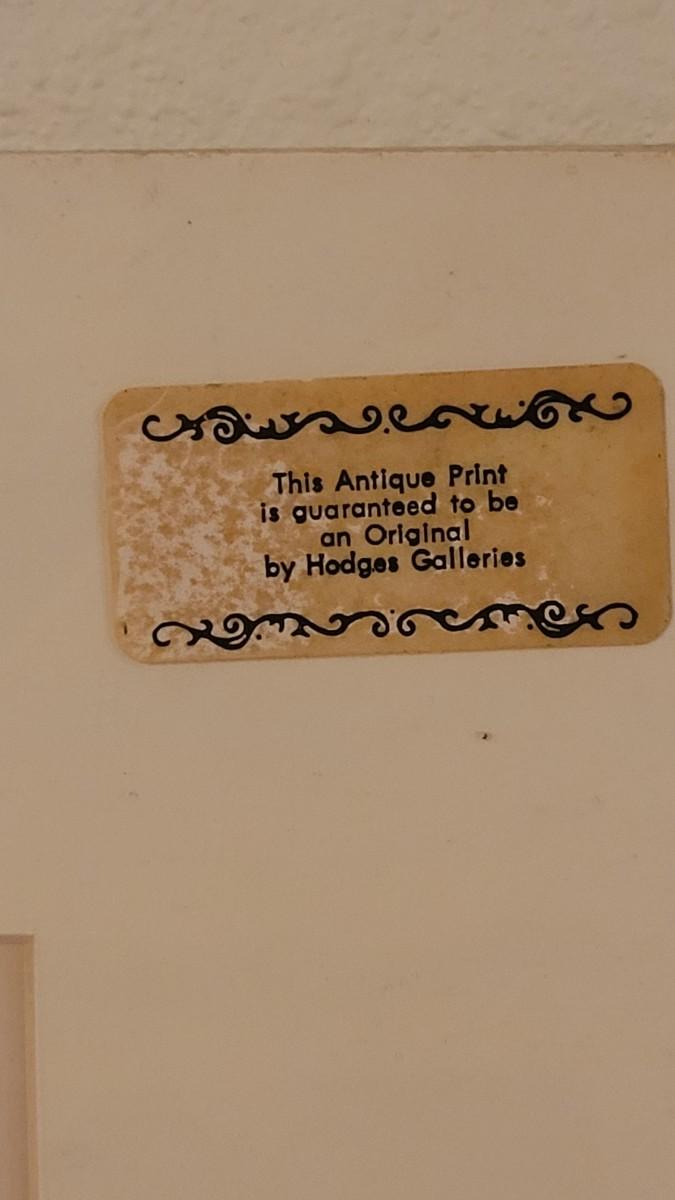 This Antique Print
is guaranteed to be
an Original
by Hodges Galleries